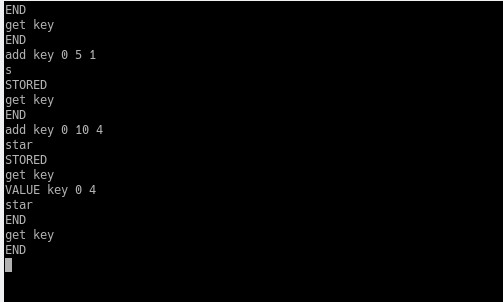 END
get key
END
add key 0 5 1
s
STORED
get key
END
add key 0 10 4
star
STORED
get key
VALUE key 0 4
star
END
get key
END